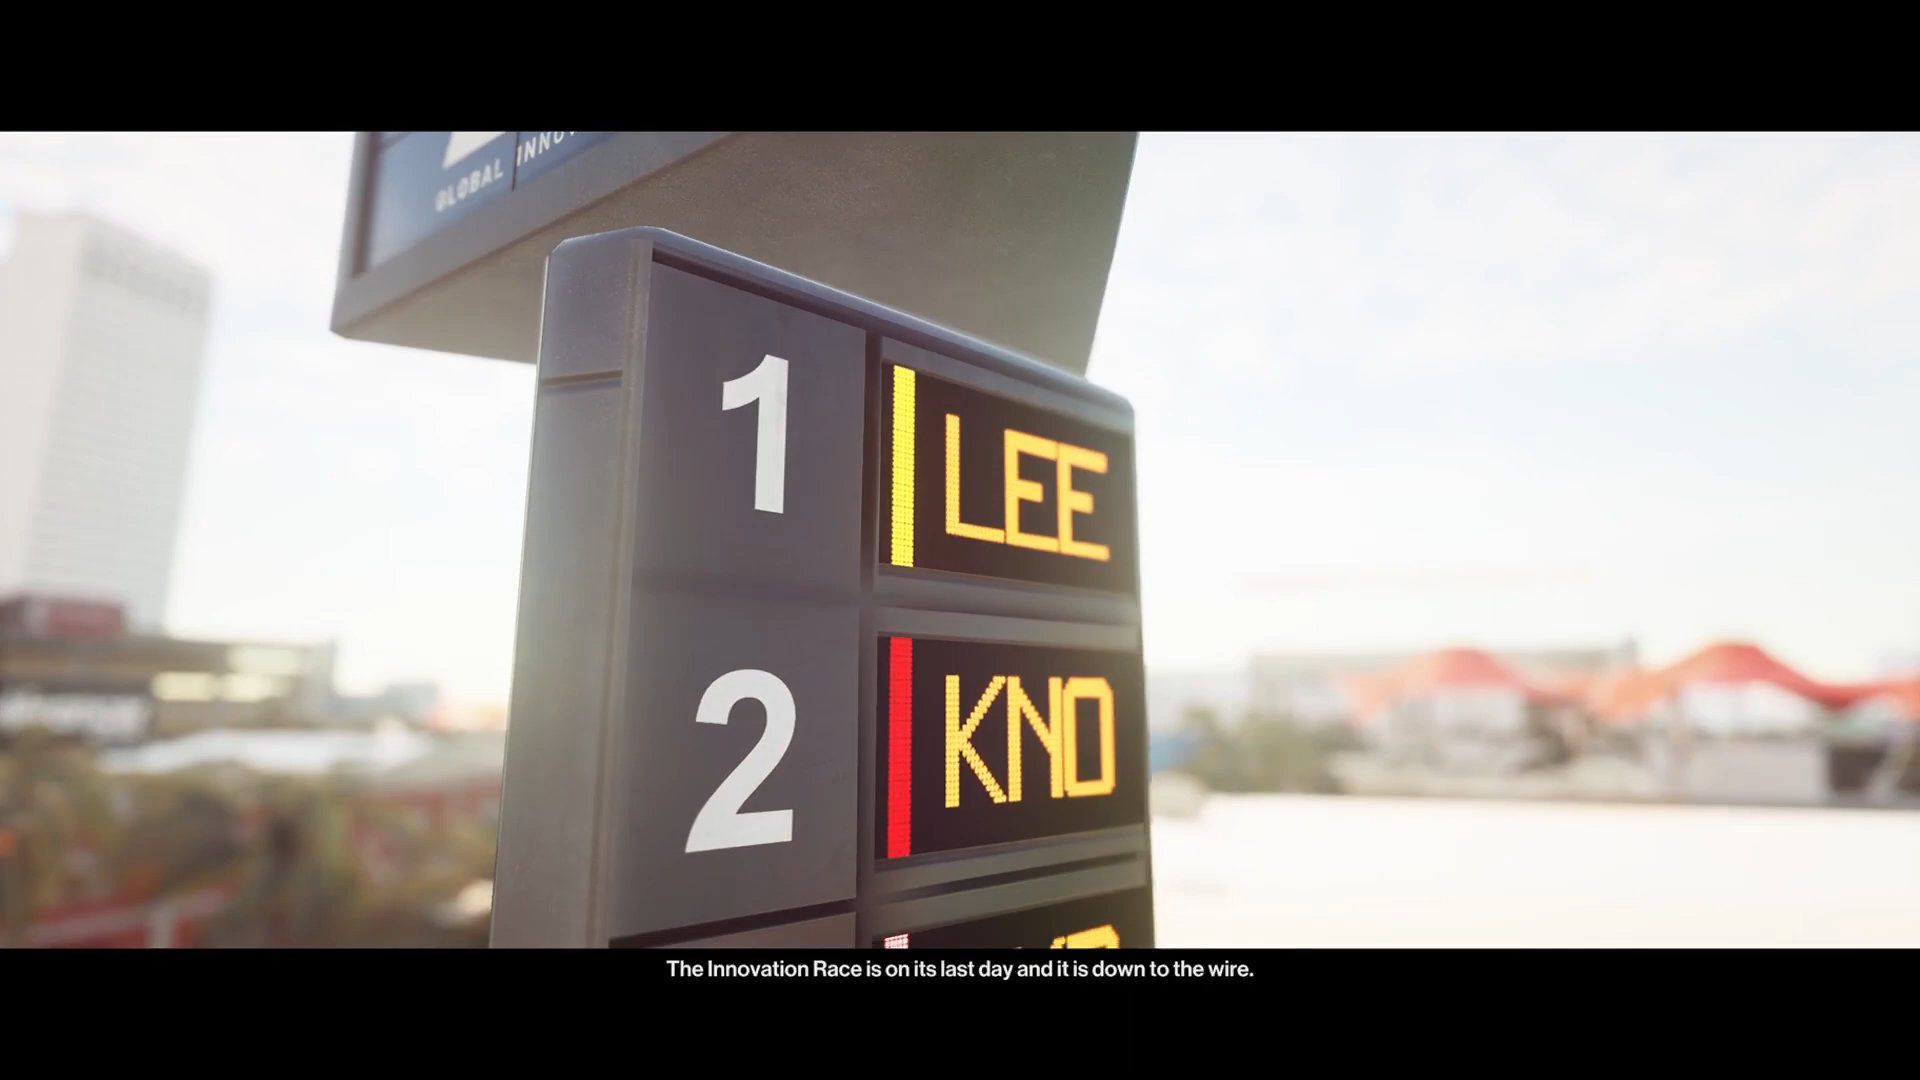 GLOBAL INNOV
1 LEE
2 KNO
The Innovation Race is on its last day and it is down to the wire.